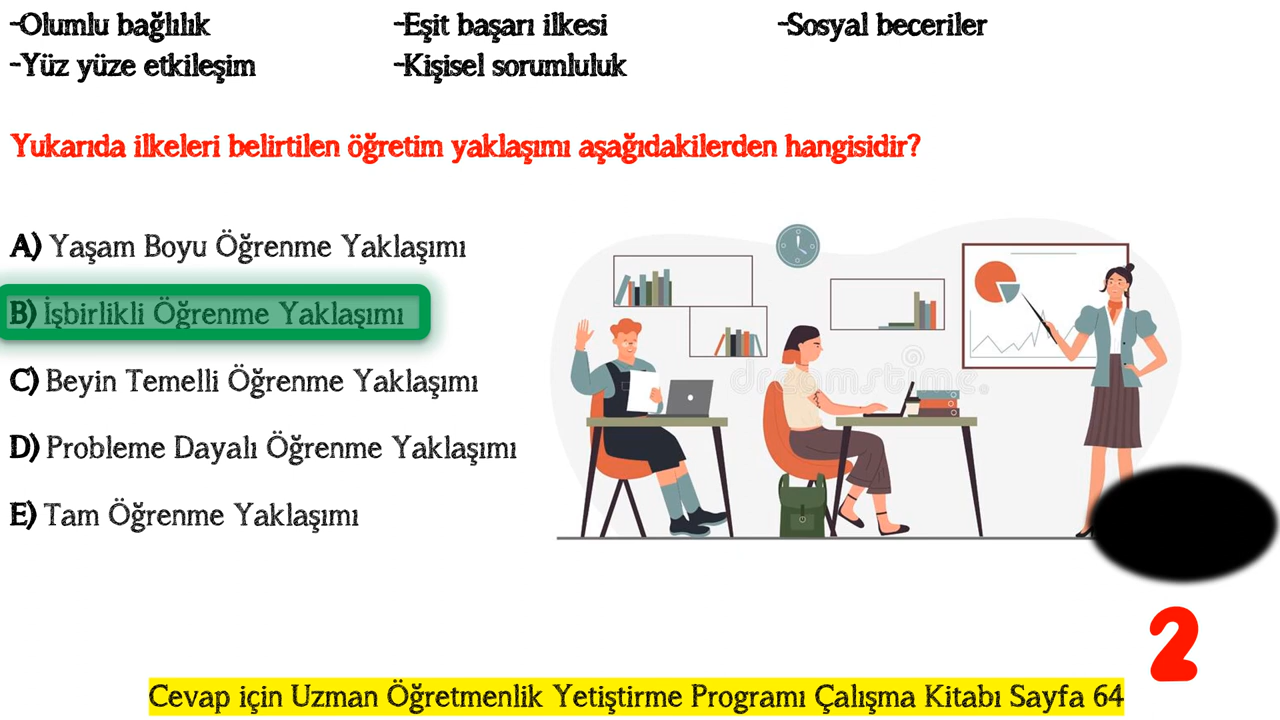 -Olumlu bağlılık -Eşit başarı ilkesi -Sosyal beceriler
-Yüz yüze etkileşim -Kişisel sorumluluk
Yukarıda ilkeleri belirtilen öğretim yaklaşımı aşağıdakilerden hangisidir?
A) Yaşam Boyu Öğrenme Yaklaşımı
B) İşbirlikli Öğrenme Yaklaşımı
C) Beyin Temelli Öğrenme Yaklaşımı
D) Probleme Dayalı Öğrenme Yaklaşımı
E) Tam Öğrenme Yaklaşımı
dreamstime.
2
Cevap için Uzman Öğretmenlik Yetiştirme Programı Çalışma Kitabı Sayfa 64